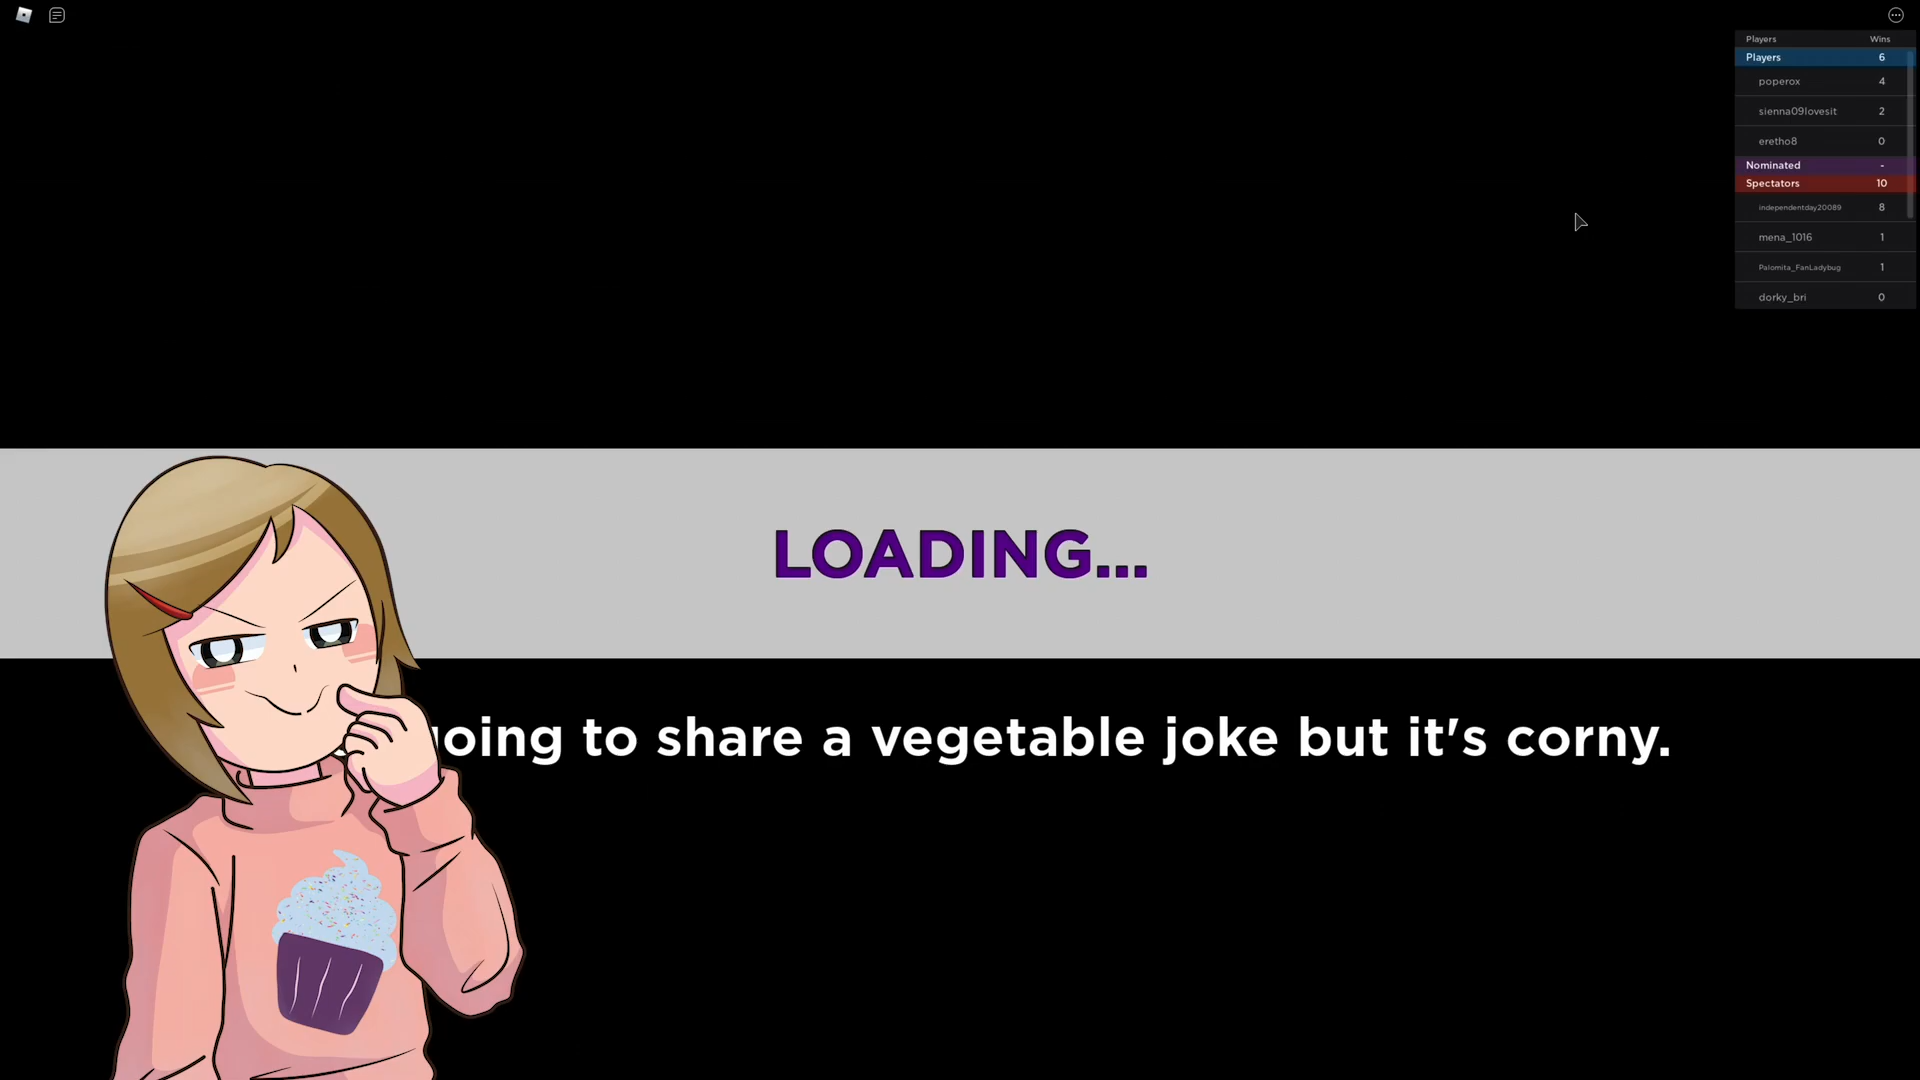 Players Wins
Players 6
poperox 4
sienna09lovesit 2
eretho8 0
Nominated -
Spectators 10
independentday20089 8
mena_1016 1
Palomita_FanLadybug 1
dorky_bri 0
LOADING...
to share a vegetable joke but it's corny.